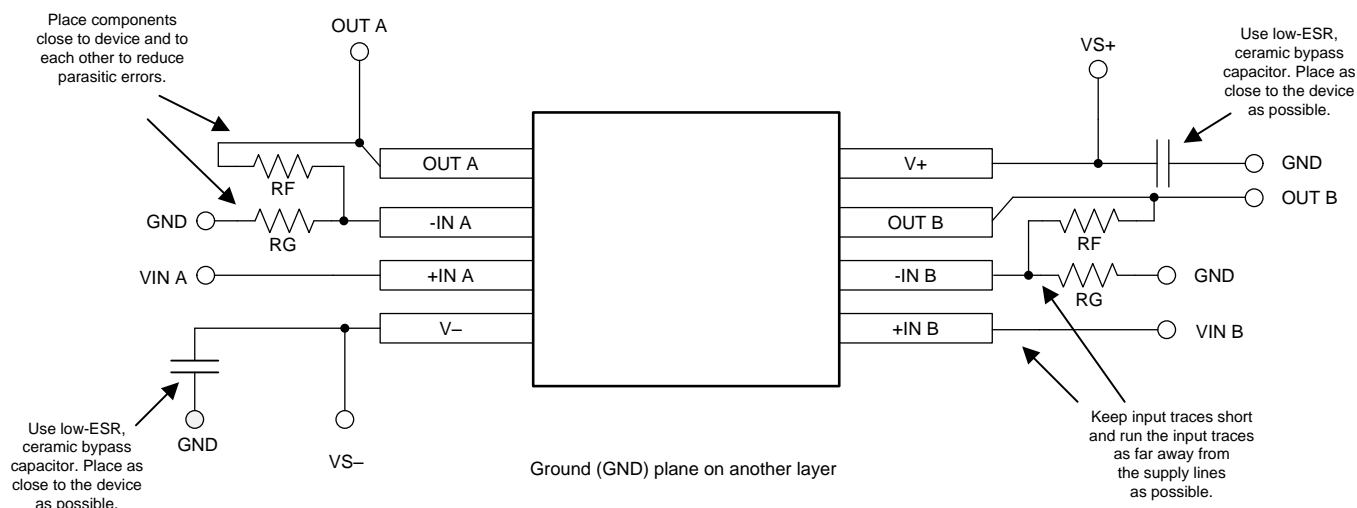 Place components
close to device and to
each other to reduce
parasitic errors.
OUT A
VS+
Use low-ESR,
ceramic bypass
capacitor. Place as
close to the device
as possible.
OUT A
RF
GND
RG
-IN A
VIN A
+IN A
V–
V+
GND
OUT B
OUT B
RF
-IN B
RG
GND
+IN B
VIN B
Use low-ESR,
ceramic bypass
capacitor. Place as
close to the device
as possible.
GND
VS–
Ground (GND) plane on another layer
Keep input traces short
and run the input traces
as far away from
the supply lines
as possible.